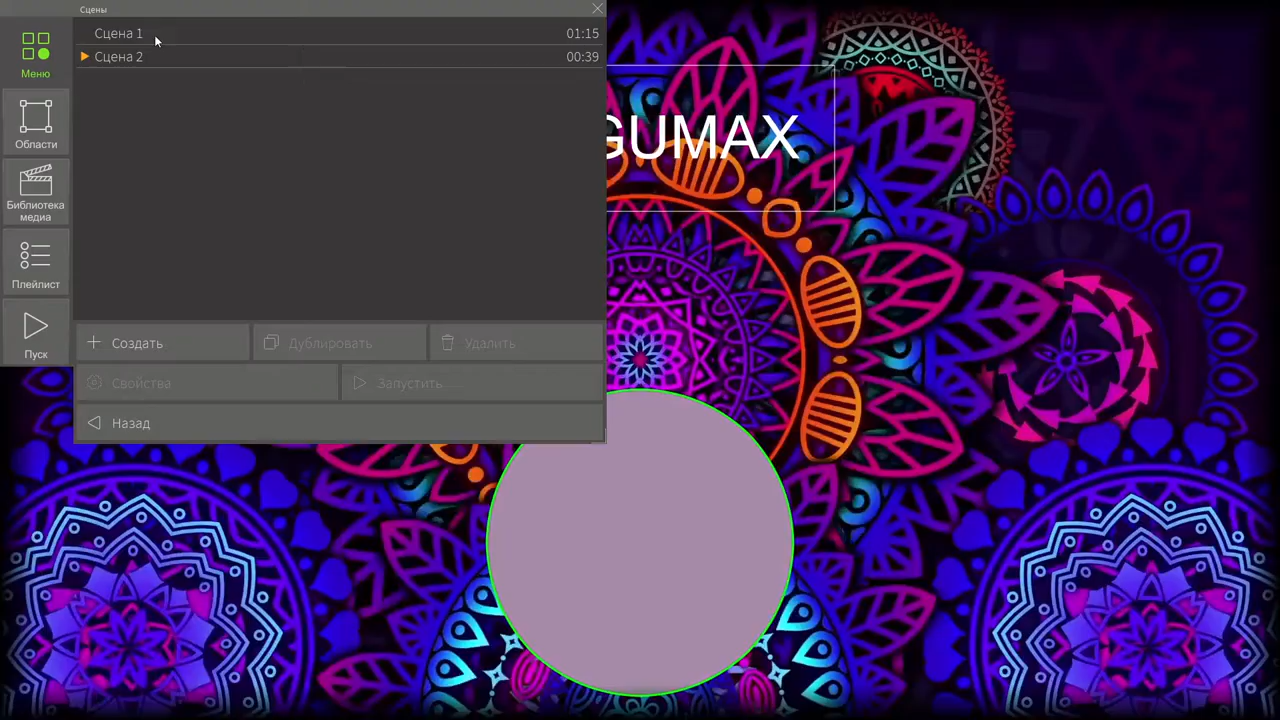 Сцены
Сцена 1 01:15
Сцена 2 00:39
Меню
Области
Библиотека
медиа
Плейлист
Пуск
Создать
Дублировать
Удалить
Свойства
Запустить...
Назад
GUMAX